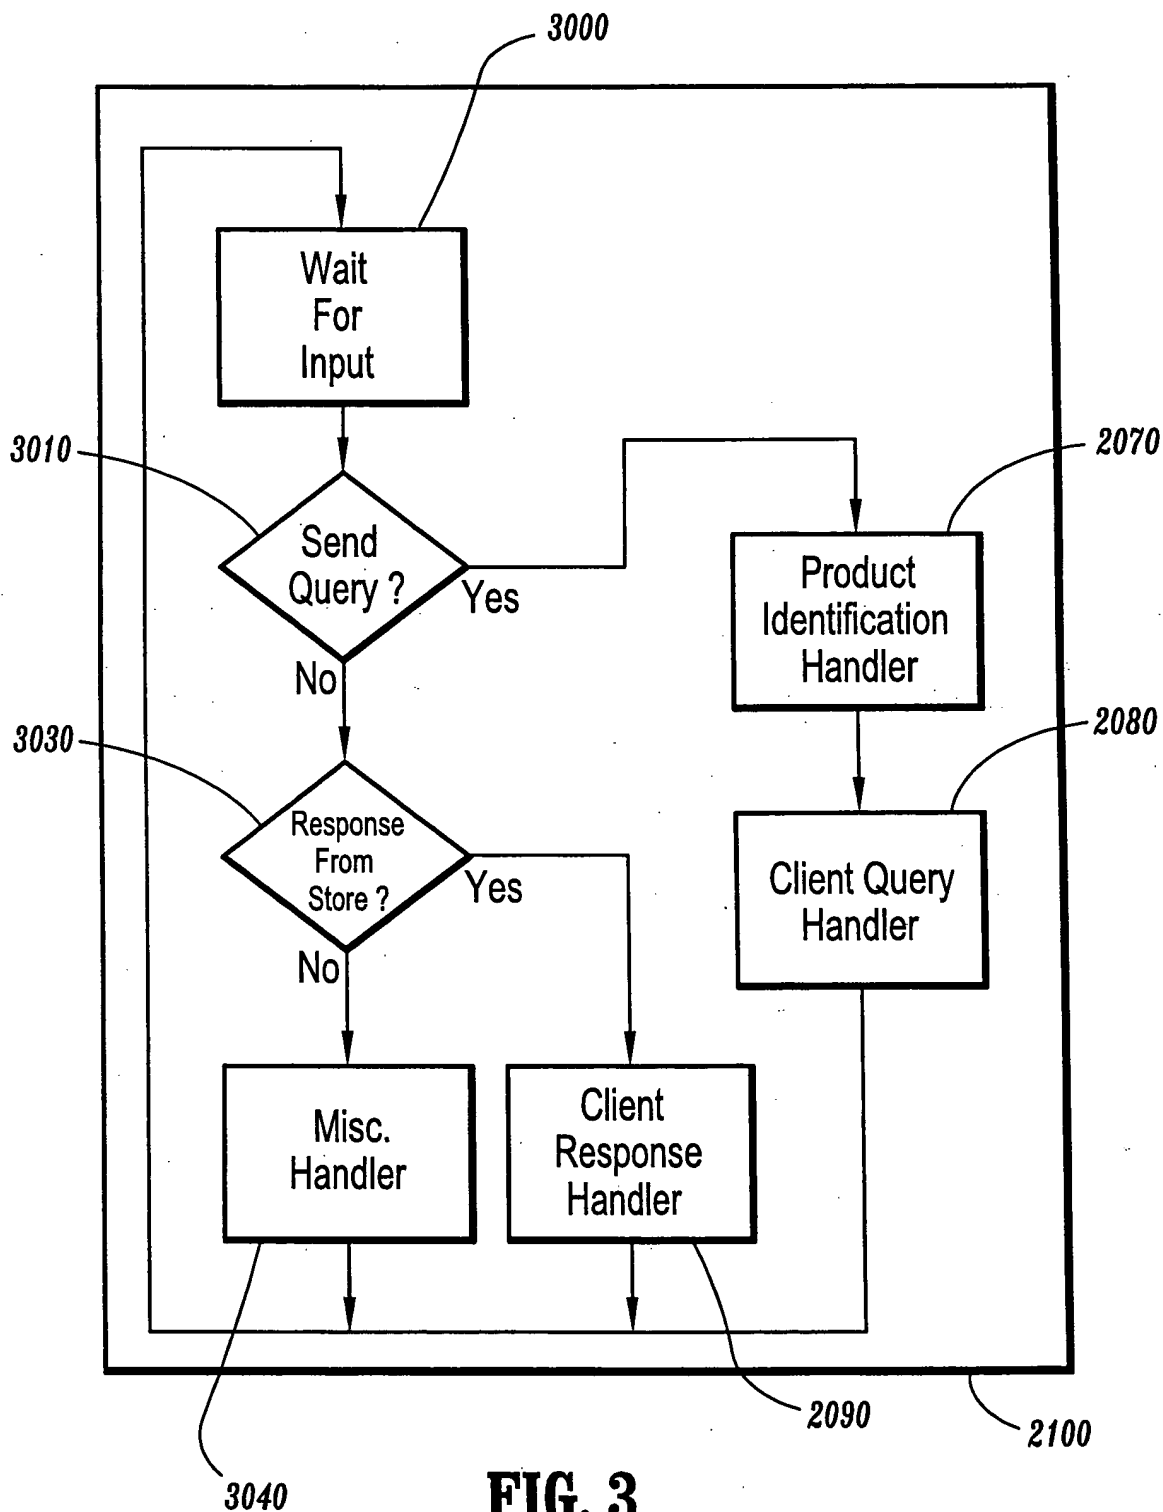 3000
Wait
For
Input
3010
Send
Query ?
Yes
No
2070
Product
Identification
Handler
3030
Response
From
Store ?
Yes
No
2080
Client Query
Handler
Misc.
Handler
Client
Response
Handler
2090
2100
3040
FIG. 3